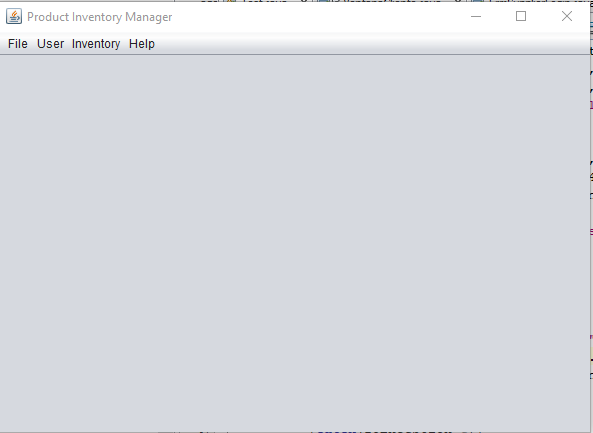 Product Inventory Manager
File User Inventory Help